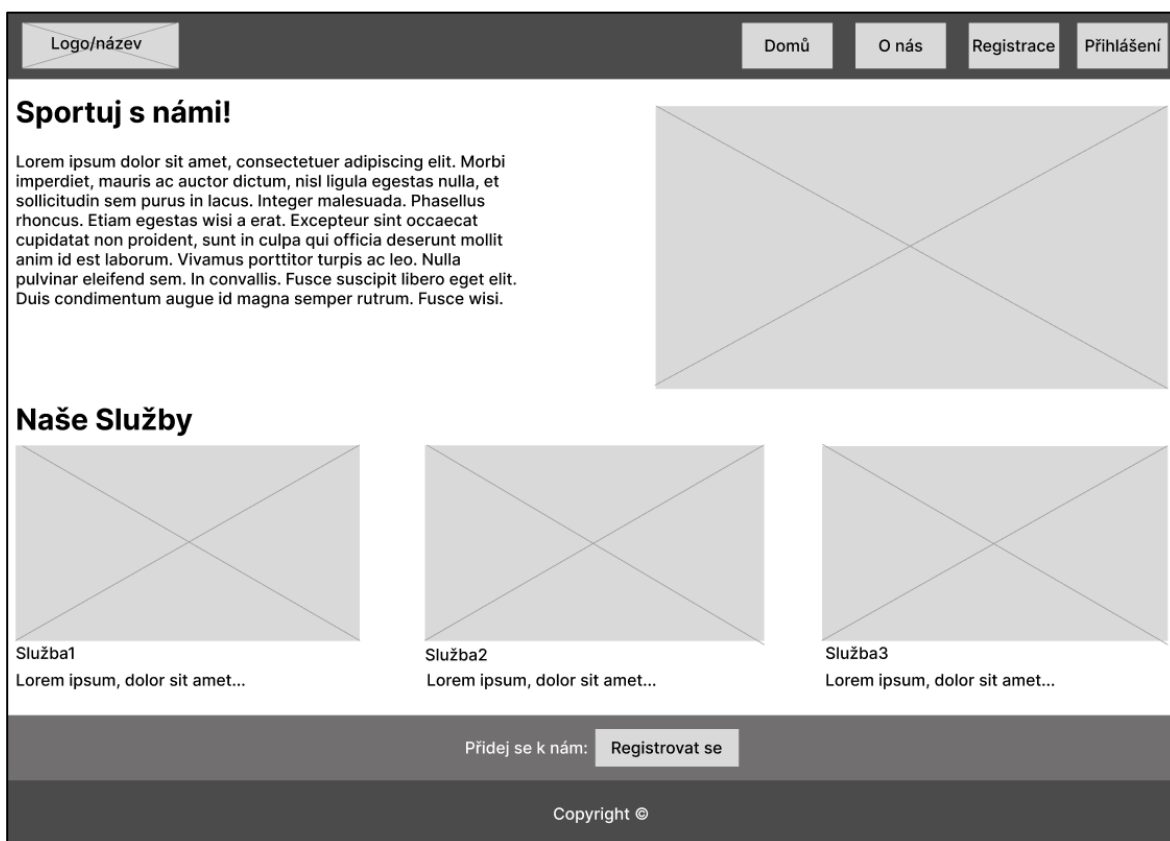 Logo/název
Domů
O nás
Registrace
Přihlášení
Sportuj s námi!
Lorem ipsum dolor sit amet, consectetuer adipiscing elit. Morbi
imperdiet, mauris ac auctor dictum, nisl ligula egestas nulla, et
sollicitudin sem purus in lacus. Integer malesuada. Phasellus
rhoncus. Etiam egestas wisi a erat. Excepteur sint occaecat
cupidatat non proident, sunt in culpa qui officia deserunt mollit
anim id est laborum. Vivamus porttitor turpis ac leo. Nulla
pulvinar eleifend sem. In convallis. Fusce suscipit libero eget elit.
Duis condimentum augue id magna semper rutrum. Fusce wisi.
Naše Služby
Služba1
Lorem ipsum, dolor sit amet...
Služba2
Lorem ipsum, dolor sit amet...
Služba3
Lorem ipsum, dolor sit amet...
Přidej se k nám:
Registrovat se
Copyright ©